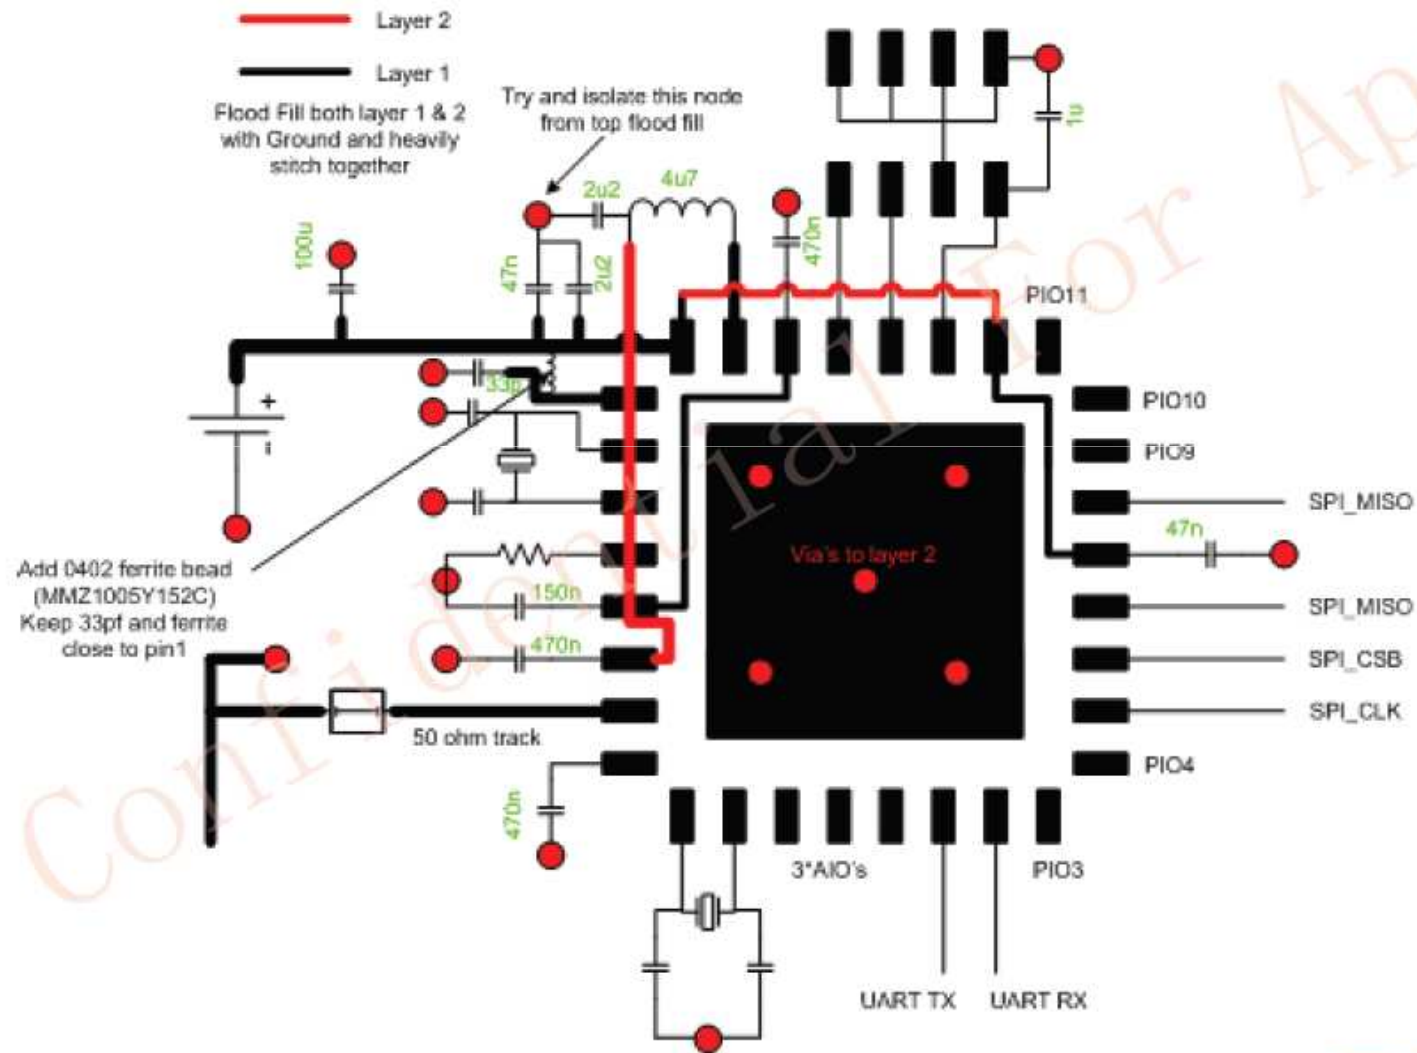 Layer 2
Layer 1
Flood Fill both layer 1 & 2
with Ground and heavily
stitch together
Try and isolate this node
from top flood fill
1u
2u2
4u7
100u
47n
2u2
470n
PIO11
33p
+
-
PIO10
PIO9
SPI_MISO
47n
Via's to layer 2
Add 0402 ferrite bead
(MMZ1005Y152C)
Keep 33pf and ferrite
close to pin1
150n
SPI_MISO
470n
SPI_CSB
SPI_CLK
50 ohm track
PIO4
470n
3*AIO's
PIO3
UART TX
UART RX
Confidential For Ap